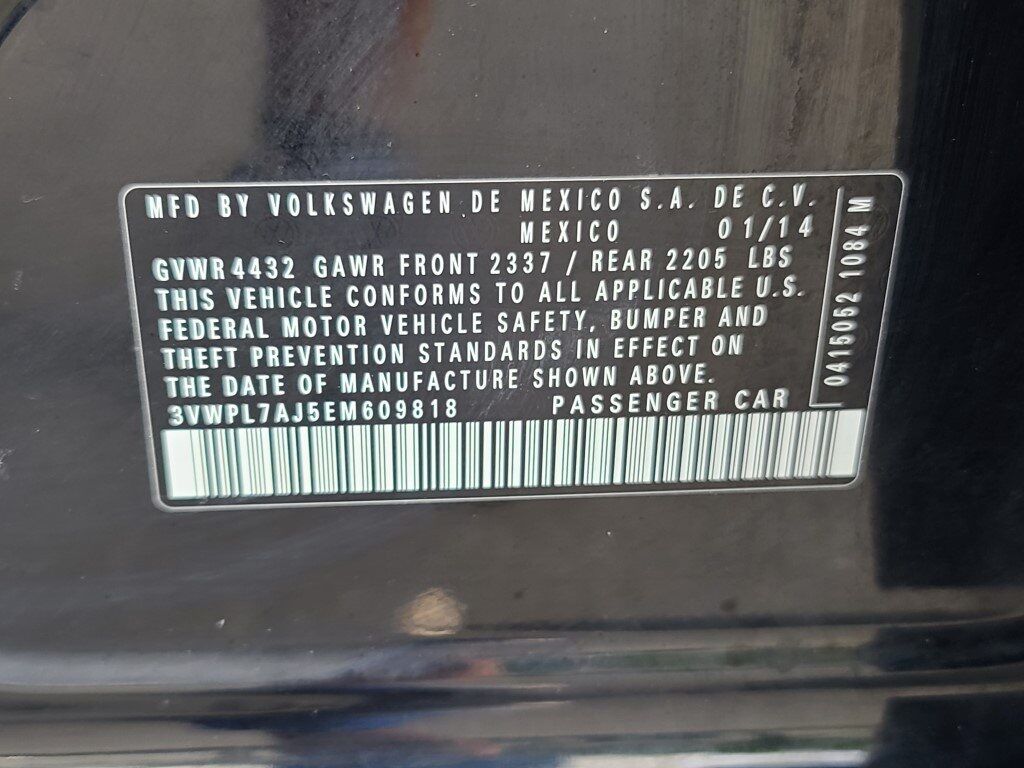 MFD BY VOLKSWAGEN DE MEXICO S.A. DE C.V.
MEXICO 01/14
GVWR 4432 GAWR FRONT 2337 / REAR 2205 LBS
THIS VEHICLE CONFORMS TO ALL APPLICABLE U.S.
FEDERAL MOTOR VEHICLE SAFETY, BUMPER AND
THEFT PREVENTION STANDARDS IN EFFECT ON
THE DATE OF MANUFACTURE SHOWN ABOVE.
3VWPL7AJ5EM609818 PASSENGER CAR
0415052 1084 M